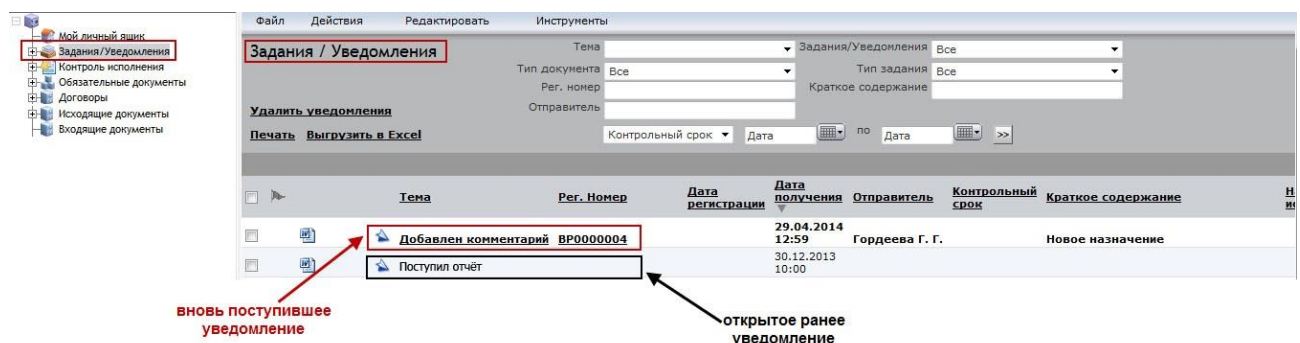 Мой личный ящик
Задания/Уведомления
Контроль исполнения
Обязательные документы
Договоры
Исходящие документы
Входящие документы
Файл Действия Редактировать Инструменты
Задания / Уведомления
Тема Задания/Уведомления Все
Тип документа Все Тип задания Все
Рег. номер Краткое содержание
Удалить уведомления Отправитель
Печать Выгрузить в Excel Контрольный срок Дата по Дата >>
Тема Рег. Номер Дата регистрации Дата получения Отправитель Контрольный срок Краткое содержание
Добавлен комментарий BP0000004 29.04.2014 12:59 Гордеева Г. Г. Новое назначение
Поступил отчёт 30.12.2013 10:00
вновь поступившее
уведомление
открытое ранее
уведомление